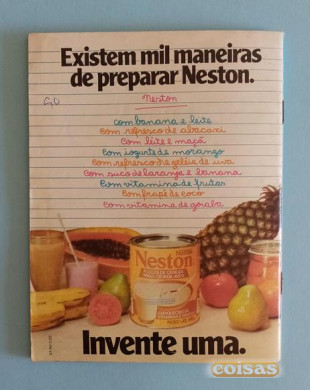 Existem mil maneiras
de preparar Neston.
Neston
com banana e leite
com refresco de abacaxi
Com leite e maçã
Com iogurte de morango
Com refresco de geléia de uva
Com suco de laranja e banana
Com vitamina de frutas
Com frapê de coco
Com vitamina de goiaba
Neston
Invente uma.
coisas